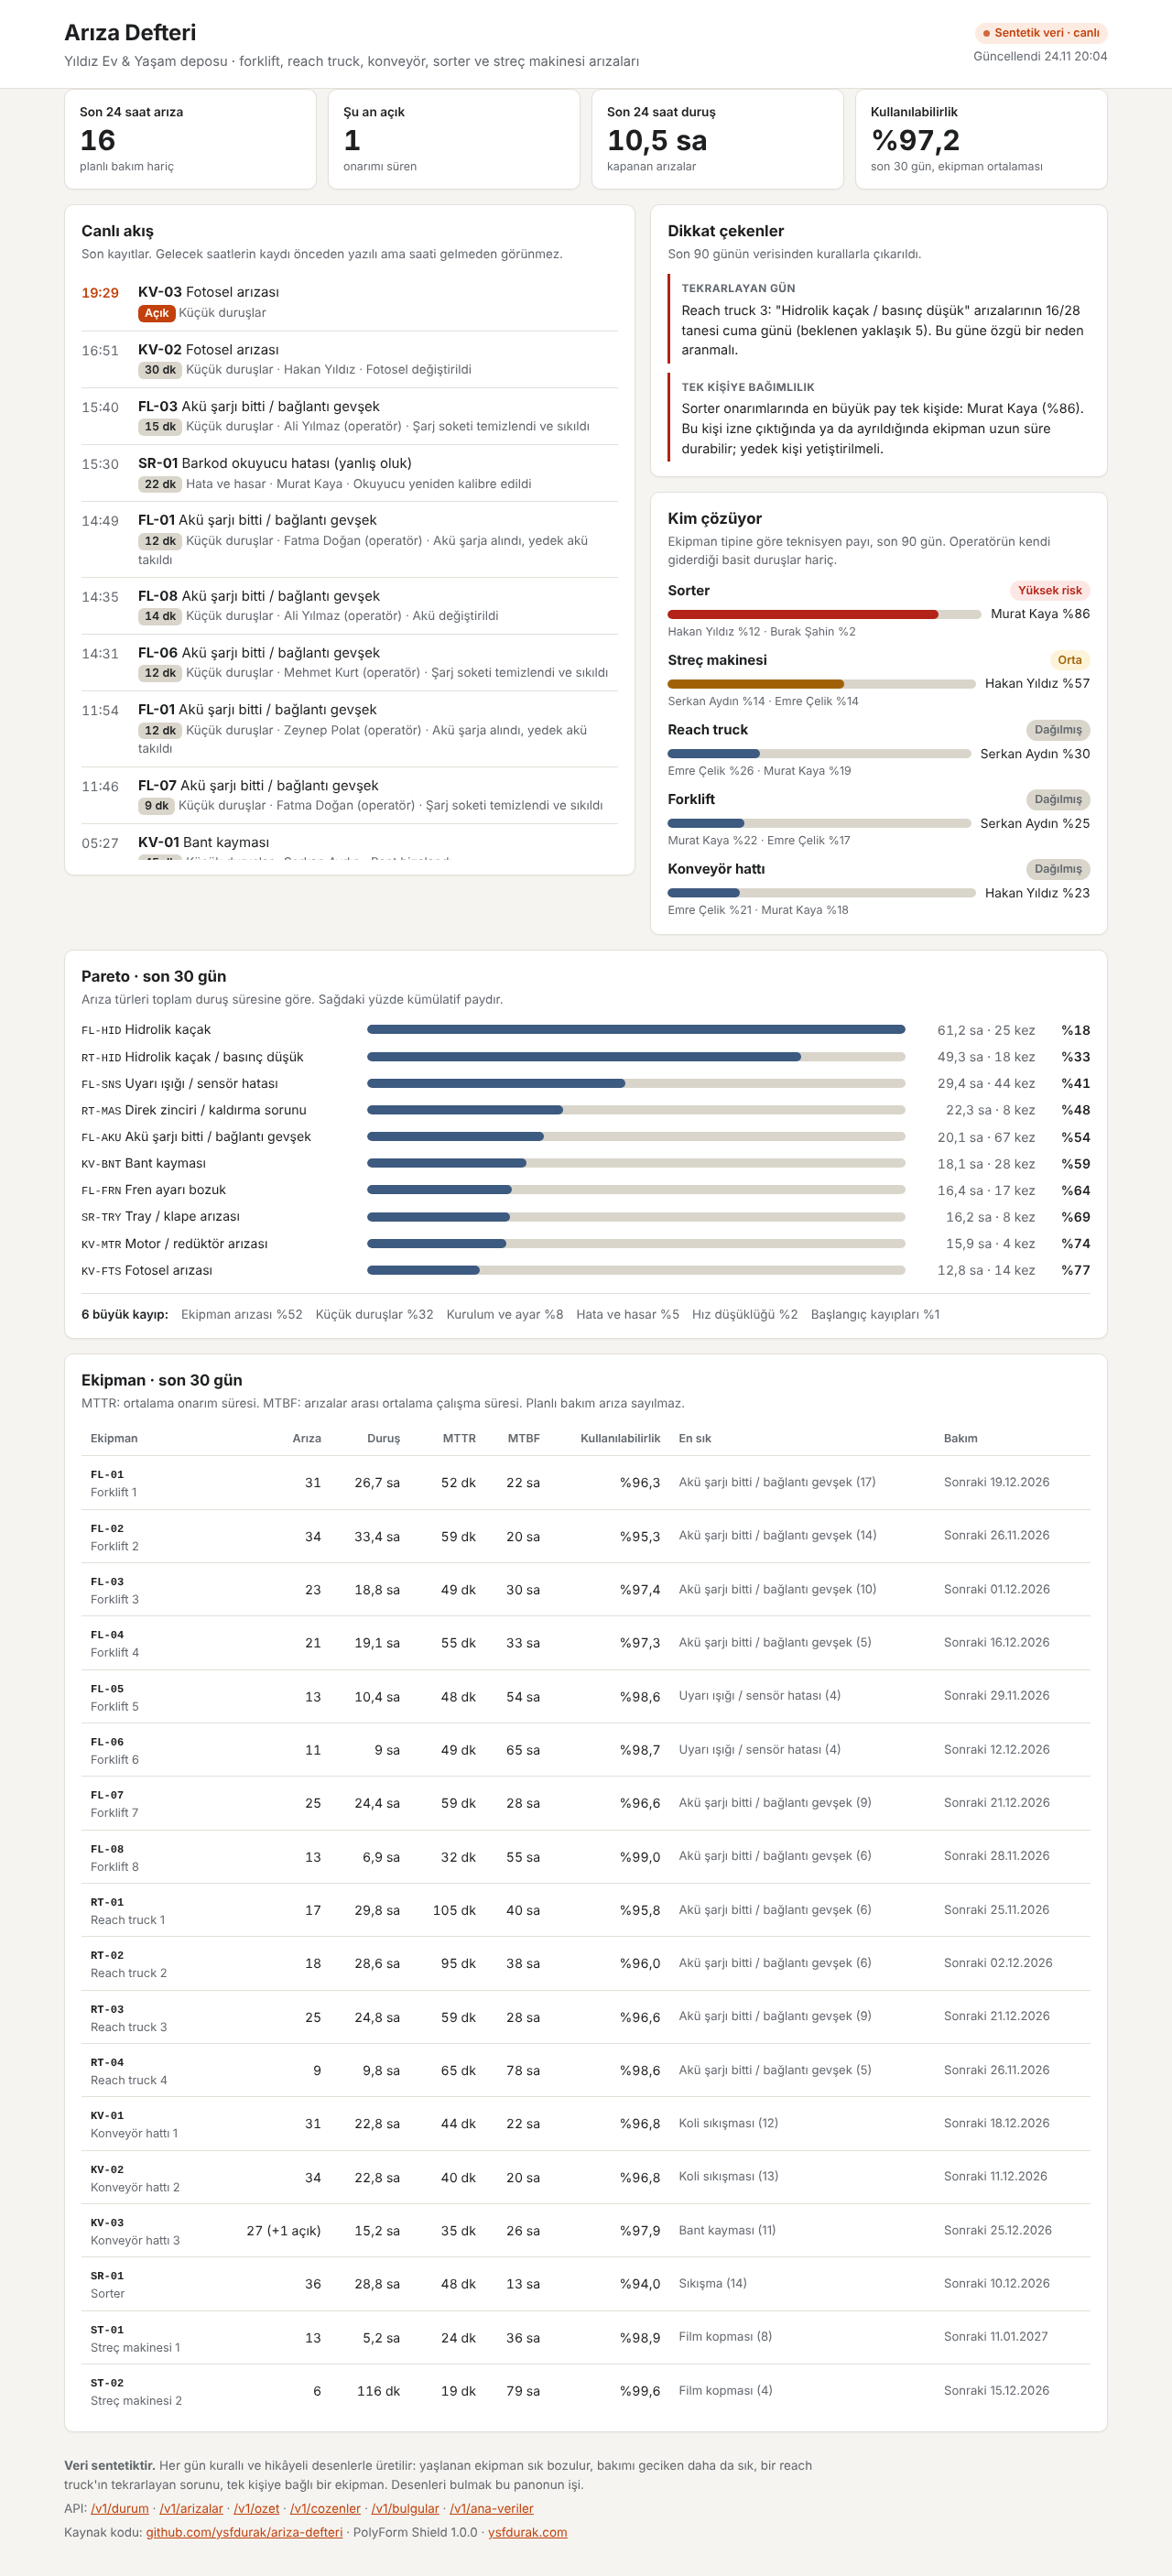 Arıza Defteri
Yıldız Ev & Yaşam deposu · forklift, reach truck, konveyör, sorter ve streç makinesi arızaları
Sentetik veri · canlı
Güncellendi 24.11 20:04
Son 24 saat arıza
16
planlı bakım hariç
Şu an açık
1
onarımı süren
Son 24 saat duruş
10,5 sa
kapanan arızalar
Kullanılabilirlik
%97,2
son 30 gün, ekipman ortalaması
Canlı akış
Son kayıtlar. Gelecek saatlerin kaydı önceden yazılı ama saati gelmeden görünmez.
19:29 KV-03 Fotosel arızası
Açık Küçük duruşlar
16:51 KV-02 Fotosel arızası
30 dk Küçük duruşlar · Hakan Yıldız · Fotosel değiştirildi
15:40 FL-03 Akü şarjı bitti / bağlantı gevşek
15 dk Küçük duruşlar · Ali Yılmaz (operatör) · Şarj soketi temizlendi ve sıkıldı
15:30 SR-01 Barkod okuyucu hatası (yanlış oluk)
22 dk Hata ve hasar · Murat Kaya · Okuyucu yeniden kalibre edildi
14:49 FL-01 Akü şarjı bitti / bağlantı gevşek
12 dk Küçük duruşlar · Fatma Doğan (operatör) · Akü şarja alındı, yedek akü
takıldı
14:35 FL-08 Akü şarjı bitti / bağlantı gevşek
14 dk Küçük duruşlar · Ali Yılmaz (operatör) · Akü değiştirildi
14:31 FL-06 Akü şarjı bitti / bağlantı gevşek
12 dk Küçük duruşlar · Mehmet Kurt (operatör) · Şarj soketi temizlendi ve sıkıldı
11:54 FL-01 Akü şarjı bitti / bağlantı gevşek
12 dk Küçük duruşlar · Zeynep Polat (operatör) · Akü şarja alındı, yedek akü
takıldı
11:46 FL-07 Akü şarjı bitti / bağlantı gevşek
9 dk Küçük duruşlar · Fatma Doğan (operatör) · Şarj soketi temizlendi ve sıkıldı
05:27 KV-01 Bant kayması
Dikkat çekenler
Son 90 günün verisinden kurallarla çıkarıldı.
TEKRARLAYAN GÜN
Reach truck 3: "Hidrolik kaçak / basınç düşük" arızalarının 16/28
tanesi cuma günü (beklenen yaklaşık 5). Bu güne özgü bir neden
aranmalı.
TEK KİŞİYE BAĞIMLILIK
Sorter onarımlarında en büyük pay tek kişide: Murat Kaya (%86).
Bu kişi izne çıktığında ya da ayrıldığında ekipman uzun süre
durabilir; yedek kişi yetiştirilmeli.
Kim çözüyor
Ekipman tipine göre teknisyen payı, son 90 gün. Operatörün kendi
giderdiği basit duruşlar hariç.
Sorter Yüksek risk
Murat Kaya %86
Hakan Yıldız %12 · Burak Şahin %2
Streç makinesi Orta
Hakan Yıldız %57
Serkan Aydın %14 · Emre Çelik %14
Reach truck Dağılmış
Serkan Aydın %30
Emre Çelik %26 · Murat Kaya %19
Forklift Dağılmış
Serkan Aydın %25
Murat Kaya %22 · Emre Çelik %17
Konveyör hattı Dağılmış
Hakan Yıldız %23
Emre Çelik %21 · Murat Kaya %18
Pareto · son 30 gün
Arıza türleri toplam duruş süresine göre. Sağdaki yüzde kümülatif paydır.
FL-HID Hidrolik kaçak 61,2 sa · 25 kez %18
RT-HID Hidrolik kaçak / basınç düşük 49,3 sa · 18 kez %33
FL-SNS Uyarı ışığı / sensör hatası 29,4 sa · 44 kez %41
RT-MAS Direk zinciri / kaldırma sorunu 22,3 sa · 8 kez %48
FL-AKU Akü şarjı bitti / bağlantı gevşek 20,1 sa · 67 kez %54
KV-BNT Bant kayması 18,1 sa · 28 kez %59
FL-FRN Fren ayarı bozuk 16,4 sa · 17 kez %64
SR-TRY Tray / klape arızası 16,2 sa · 8 kez %69
KV-MTR Motor / redüktör arızası 15,9 sa · 4 kez %74
KV-FTS Fotosel arızası 12,8 sa · 14 kez %77
6 büyük kayıp: Ekipman arızası %52 Küçük duruşlar %32 Kurulum ve ayar %8 Hata ve hasar %5 Hız düşüklüğü %2 Başlangıç kayıpları %1
Ekipman · son 30 gün
MTTR: ortalama onarım süresi. MTBF: arızalar arası ortalama çalışma süresi. Planlı bakım arıza sayılmaz.
Ekipman Arıza Duruş MTTR MTBF Kullanılabilirlik En sık Bakım
FL-01
Forklift 1 31 26,7 sa 52 dk 22 sa %96,3 Akü şarjı bitti / bağlantı gevşek (17) Sonraki 19.12.2026
FL-02
Forklift 2 34 33,4 sa 59 dk 20 sa %95,3 Akü şarjı bitti / bağlantı gevşek (14) Sonraki 26.11.2026
FL-03
Forklift 3 23 18,8 sa 49 dk 30 sa %97,4 Akü şarjı bitti / bağlantı gevşek (10) Sonraki 01.12.2026
FL-04
Forklift 4 21 19,1 sa 55 dk 33 sa %97,3 Akü şarjı bitti / bağlantı gevşek (5) Sonraki 16.12.2026
FL-05
Forklift 5 13 10,4 sa 48 dk 54 sa %98,6 Uyarı ışığı / sensör hatası (4) Sonraki 29.11.2026
FL-06
Forklift 6 11 9 sa 49 dk 65 sa %98,7 Uyarı ışığı / sensör hatası (4) Sonraki 12.12.2026
FL-07
Forklift 7 25 24,4 sa 59 dk 28 sa %96,6 Akü şarjı bitti / bağlantı gevşek (9) Sonraki 21.12.2026
FL-08
Forklift 8 13 6,9 sa 32 dk 55 sa %99,0 Akü şarjı bitti / bağlantı gevşek (6) Sonraki 28.11.2026
RT-01
Reach truck 1 17 29,8 sa 105 dk 40 sa %95,8 Akü şarjı bitti / bağlantı gevşek (6) Sonraki 25.11.2026
RT-02
Reach truck 2 18 28,6 sa 95 dk 38 sa %96,0 Akü şarjı bitti / bağlantı gevşek (6) Sonraki 02.12.2026
RT-03
Reach truck 3 25 24,8 sa 59 dk 28 sa %96,6 Akü şarjı bitti / bağlantı gevşek (9) Sonraki 21.12.2026
RT-04
Reach truck 4 9 9,8 sa 65 dk 78 sa %98,6 Akü şarjı bitti / bağlantı gevşek (5) Sonraki 26.11.2026
KV-01
Konveyör hattı 1 31 22,8 sa 44 dk 22 sa %96,8 Koli sıkışması (12) Sonraki 18.12.2026
KV-02
Konveyör hattı 2 34 22,8 sa 40 dk 20 sa %96,8 Koli sıkışması (13) Sonraki 11.12.2026
KV-03
Konveyör hattı 3 27 (+1 açık) 15,2 sa 35 dk 26 sa %97,9 Bant kayması (11) Sonraki 25.12.2026
SR-01
Sorter 36 28,8 sa 48 dk 13 sa %94,0 Sıkışma (14) Sonraki 10.12.2026
ST-01
Streç makinesi 1 13 5,2 sa 24 dk 36 sa %98,9 Film kopması (8) Sonraki 11.01.2027
ST-02
Streç makinesi 2 6 116 dk 19 dk 79 sa %99,6 Film kopması (4) Sonraki 15.12.2026
Veri sentetiktir. Her gün kurallı ve hikâyeli desenlerle üretilir: yaşlanan ekipman sık bozulur, bakımı geciken daha da sık, bir reach
truck'ın tekrarlayan sorunu, tek kişiye bağlı bir ekipman. Desenleri bulmak bu panonun işi.
API: /v1/durum · /v1/arizalar · /v1/ozet · /v1/cozenler · /v1/bulgular · /v1/ana-veriler
Kaynak kodu: github.com/ysfdurak/ariza-defteri · PolyForm Shield 1.0.0 · ysfdurak.com